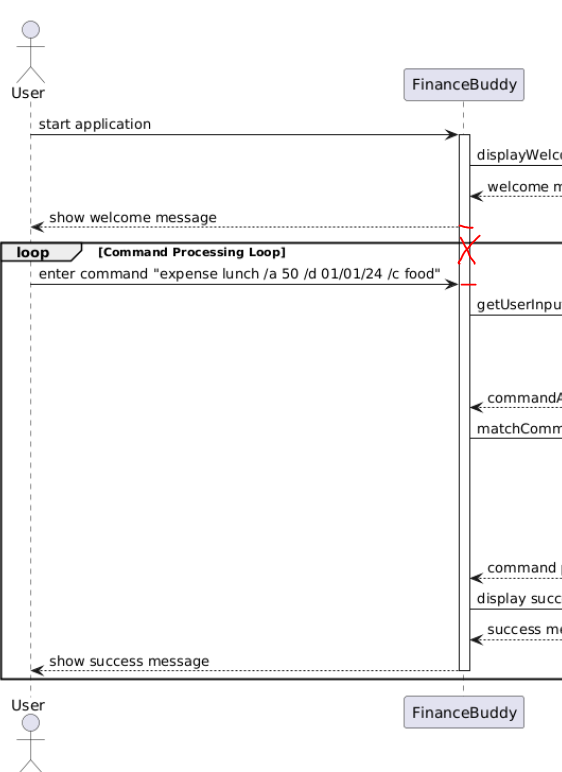 User
FinanceBuddy
start application
displayWelc
welcome
show welcome message
loop [Command Processing Loop]
enter command "expense lunch /a 50 /d 01/01/24 /c food"
getUserInpu
commandA
matchComm
command
display succ
success me
show success message
User
FinanceBuddy